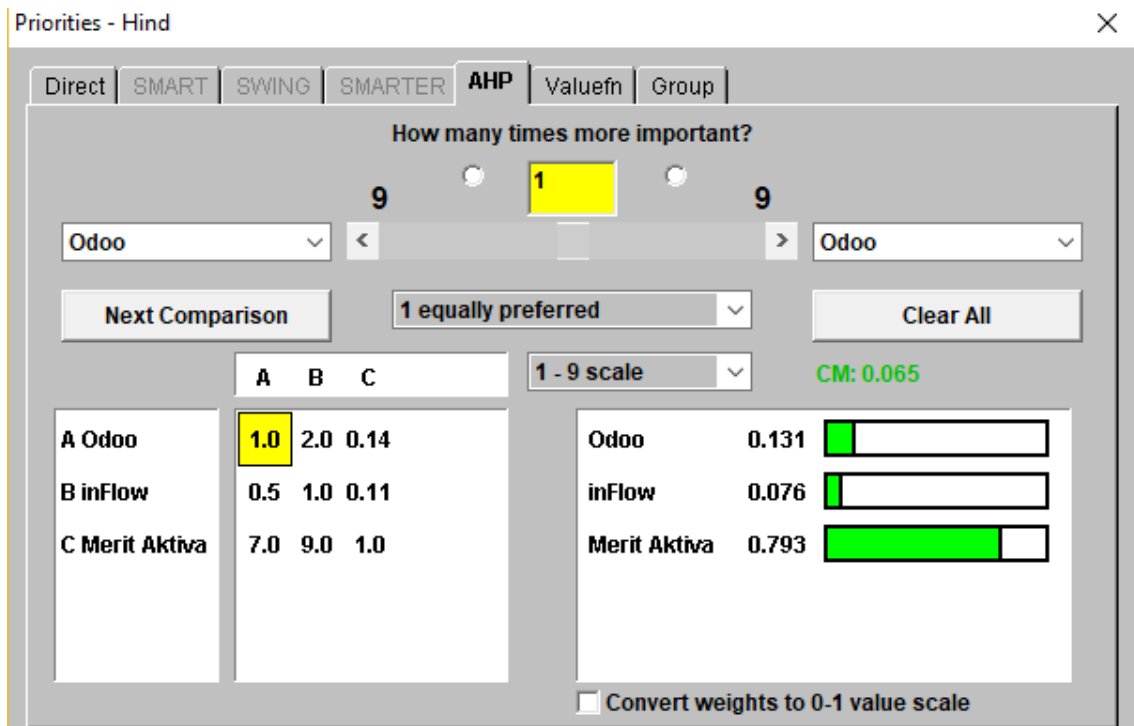 Priorities - Hind
Direct SMART SWING SMARTER AHP Valuefn Group
How many times more important?
9 1 9
Odoo < > Odoo
Next Comparison 1 equally preferred Clear All
A B C 1 - 9 scale CM: 0.065
A Odoo 1.0 2.0 0.14 Odoo 0.131
B inFlow 0.5 1.0 0.11 inFlow 0.076
C Merit Aktiva 7.0 9.0 1.0 Merit Aktiva 0.793
Convert weights to 0-1 value scale